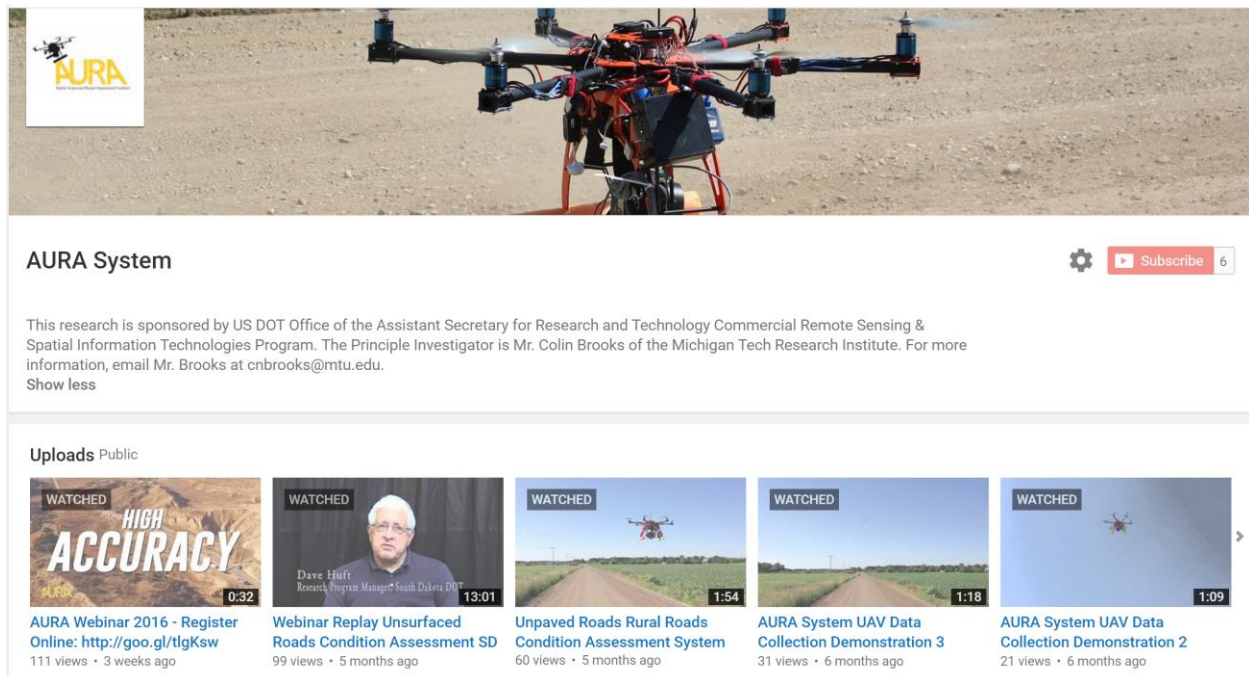 AURA
Aerial Unpaved Road Assessment system
AURA System
Subscribe 6
This research is sponsored by US DOT Office of the Assistant Secretary for Research and Technology Commercial Remote Sensing &
Spatial Information Technologies Program. The Principle Investigator is Mr. Colin Brooks of the Michigan Tech Research Institute. For more
information, email Mr. Brooks at cnbrooks@mtu.edu.
Show less
Uploads Public
WATCHED
HIGH
ACCURACY
AURA
0:32
WATCHED
Dave Huft
Research Program Manager, South Dakota DOT
13:01
WATCHED
1:54
WATCHED
1:18
WATCHED
1:09
AURA Webinar 2016 - Register
Online: http://goo.gl/tlgKsw
111 views • 3 weeks ago
Webinar Replay Unsurfaced
Roads Condition Assessment SD
99 views • 5 months ago
Unpaved Roads Rural Roads
Condition Assessment System
60 views • 5 months ago
AURA System UAV Data
Collection Demonstration 3
31 views • 6 months ago
AURA System UAV Data
Collection Demonstration 2
21 views • 6 months ago